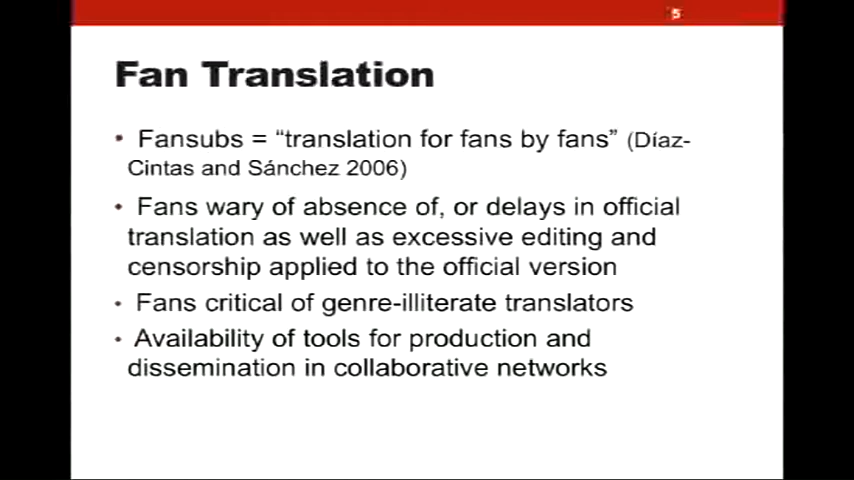 5
Fan Translation
• Fansubs = “translation for fans by fans” (Díaz-
Cintas and Sánchez 2006)
• Fans wary of absence of, or delays in official
translation as well as excessive editing and
censorship applied to the official version
• Fans critical of genre-illiterate translators
• Availability of tools for production and
dissemination in collaborative networks